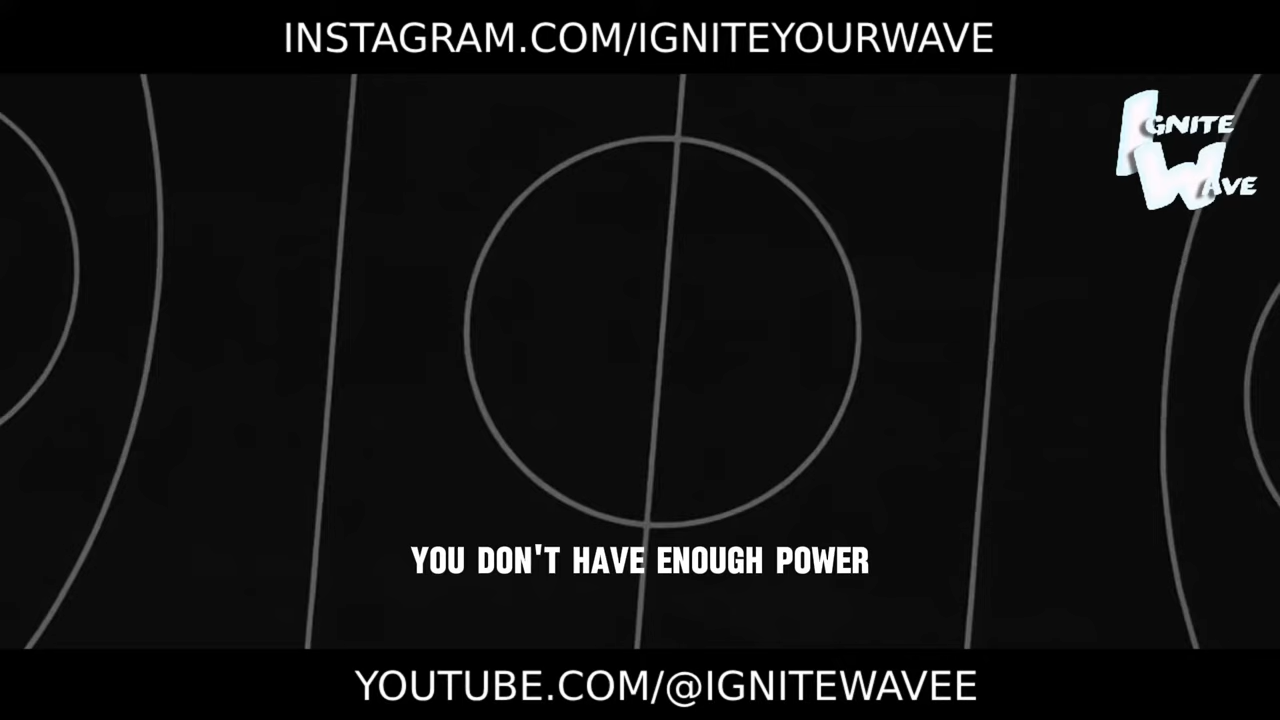 INSTAGRAM.COM/IGNITEYOURWAVE
IGNITE
WAVE
YOU DON'T HAVE ENOUGH POWER
YOUTUBE.COM/@IGNITEWAVEE